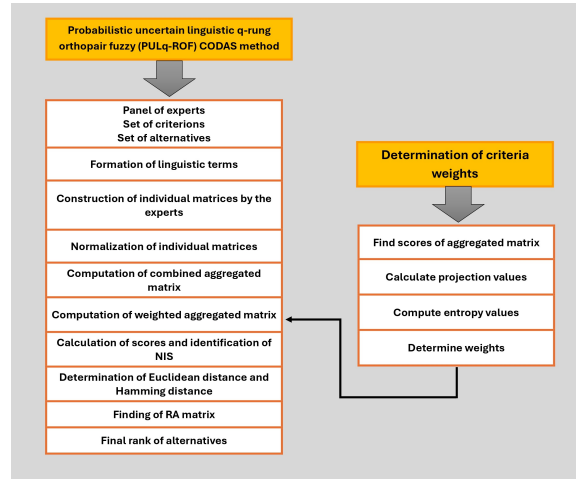 Probabilistic uncertain linguistic q-rung
orthopair fuzzy (PULq-ROF) CODAS method
Panel of experts
Set of criterions
Set of alternatives
Formation of linguistic terms
Construction of individual matrices by the
experts
Normalization of individual matrices
Computation of combined aggregated
matrix
Computation of weighted aggregated matrix
Calculation of scores and identification of
NIS
Determination of Euclidean distance and
Hamming distance
Finding of RA matrix
Final rank of alternatives
Determination of criteria
weights
Find scores of aggregated matrix
Calculate projection values
Compute entropy values
Determine weights